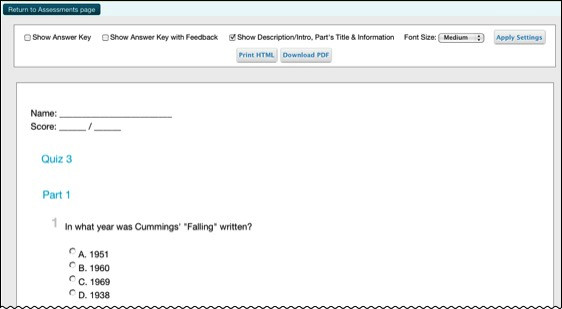 Return to Assessments page
Show Answer Key Show Answer Key with Feedback Show Description/Intro, Part's Title & Information Font Size: Medium Apply Settings
Print HTML Download PDF
Name: ____________________
Score: _____ / _____
Quiz 3
Part 1
1 In what year was Cummings' "Falling" written?
A. 1951
B. 1960
C. 1969
D. 1938